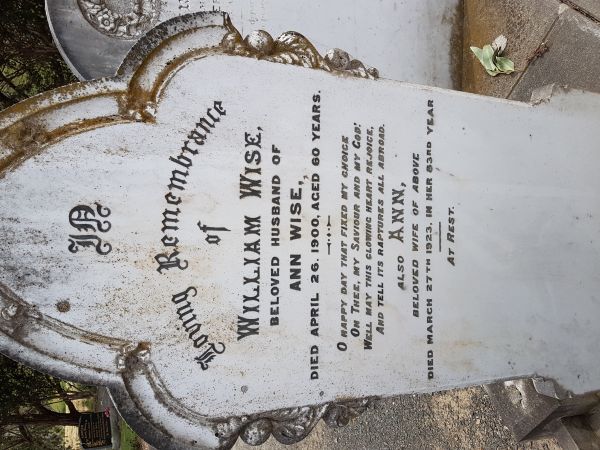 IN
Loving Remembrance
of
WILLIAM WISE,
BELOVED HUSBAND OF
ANN WISE,
DIED APRIL 26, 1900, AGED 60 YEARS.
O HAPPY DAY THAT FIXED MY CHOICE
ON THEE, MY SAVIOUR AND MY GOD!
WELL MAY THIS GLOWING HEART REJOICE,
AND TELL ITS RAPTURES ALL ABROAD.
ALSO ANN,
BELOVED WIFE OF ABOVE
DIED MARCH 27TH 1923, IN HER 83RD YEAR
AT REST.